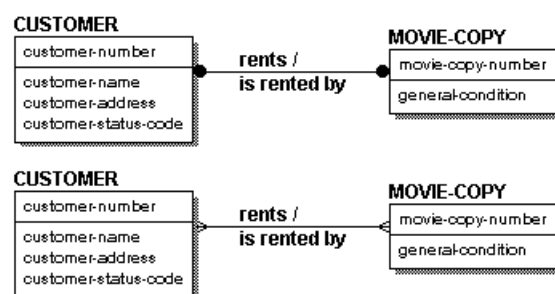 CUSTOMER
customer-number
customer-name
customer-address
customer-status-code
rents /
is rented by
MOVIE-COPY
movie-copy-number
general-condition
CUSTOMER
customer-number
customer-name
customer-address
customer-status-code
rents /
is rented by
MOVIE-COPY
movie-copy-number
general-condition